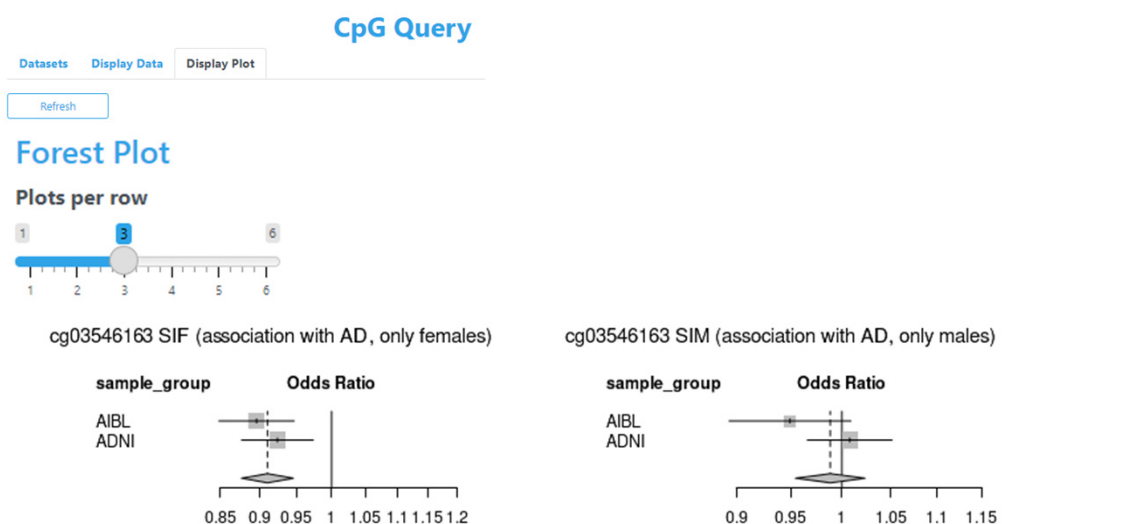 CpG Query
Datasets Display Data Display Plot
Refresh
Forest Plot
Plots per row
1 3 6
1 2 3 4 5 6
cg03546163 SIF (association with AD, only females)
sample_group Odds Ratio
AIBL
ADNI
0.85 0.9 0.95 1 1.05 1.1 1.15 1.2
cg03546163 SIM (association with AD, only males)
sample_group Odds Ratio
AIBL
ADNI
0.9 0.95 1 1.05 1.1 1.15